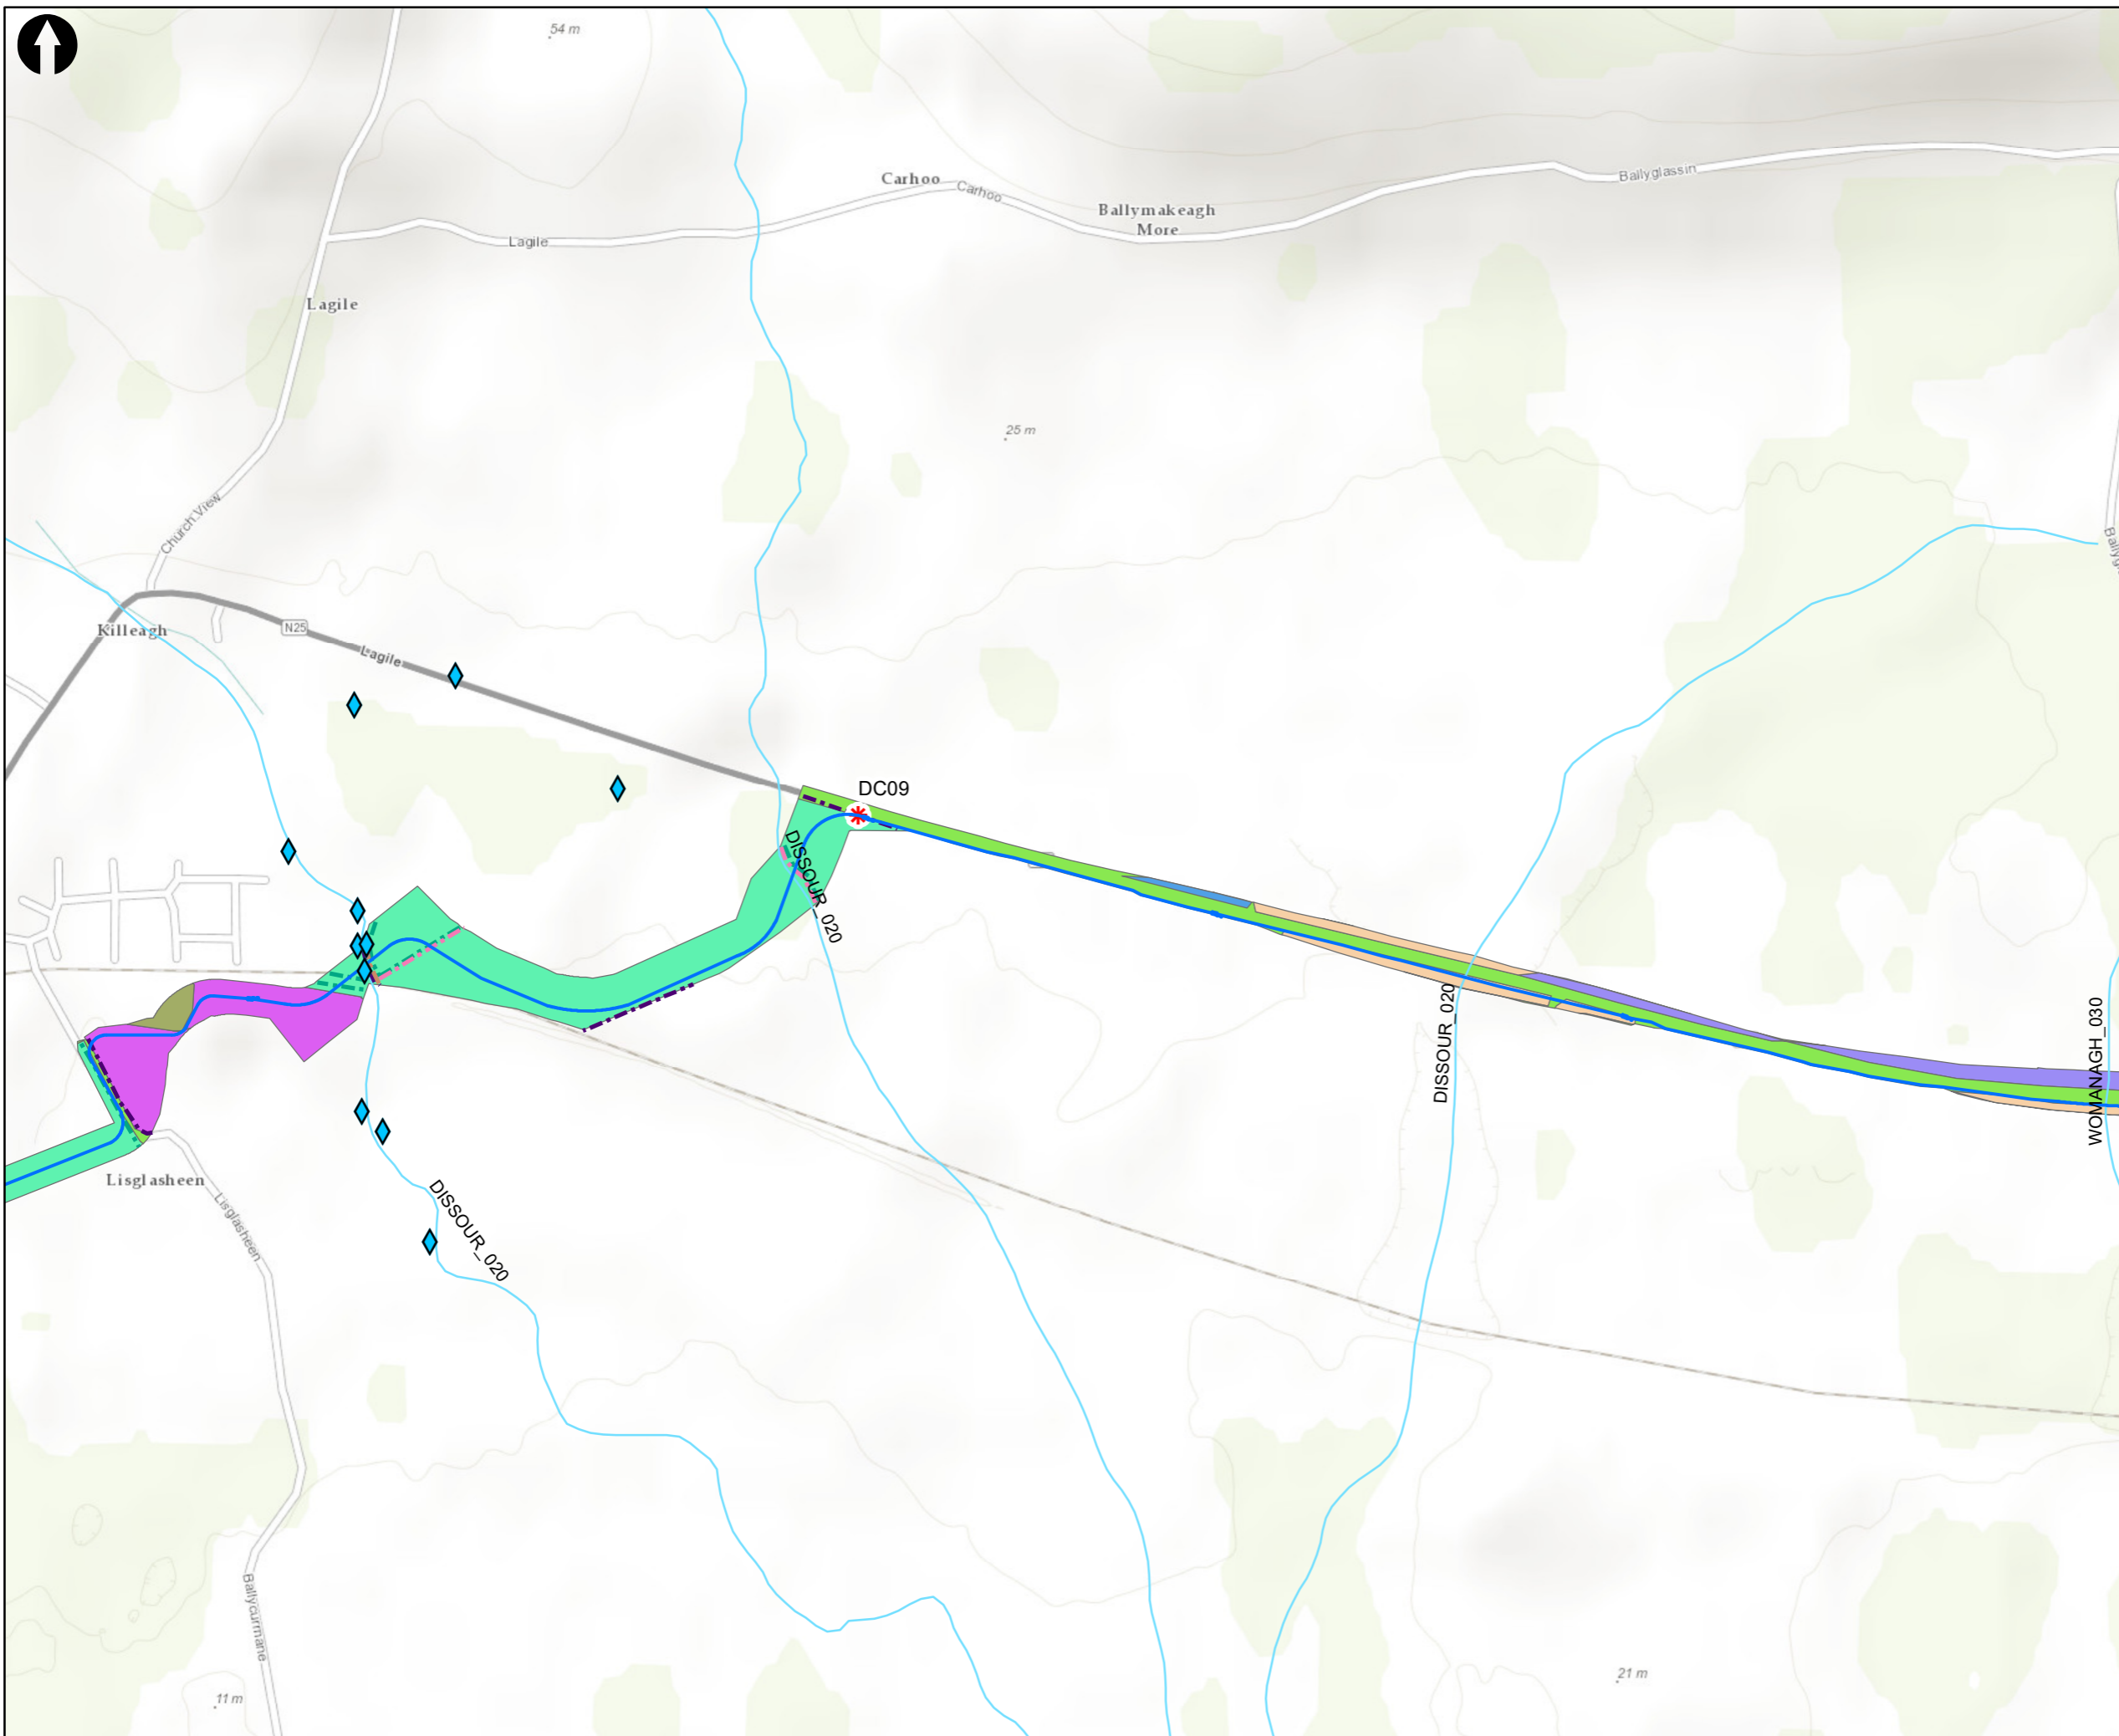 54 m
Carhoo
Carhoo
Ballyglassin
Ballymakeagh
More
Lagile
Lagile
25 m
Church View
Killeagh
N25
Lagile
DC09
DISSOUR_020
DISSOUR_020
WOMANAGH_030
Lisglasheen
Lisglasheen
DISSOUR_020
Ballycurrnane
21 m
11 m